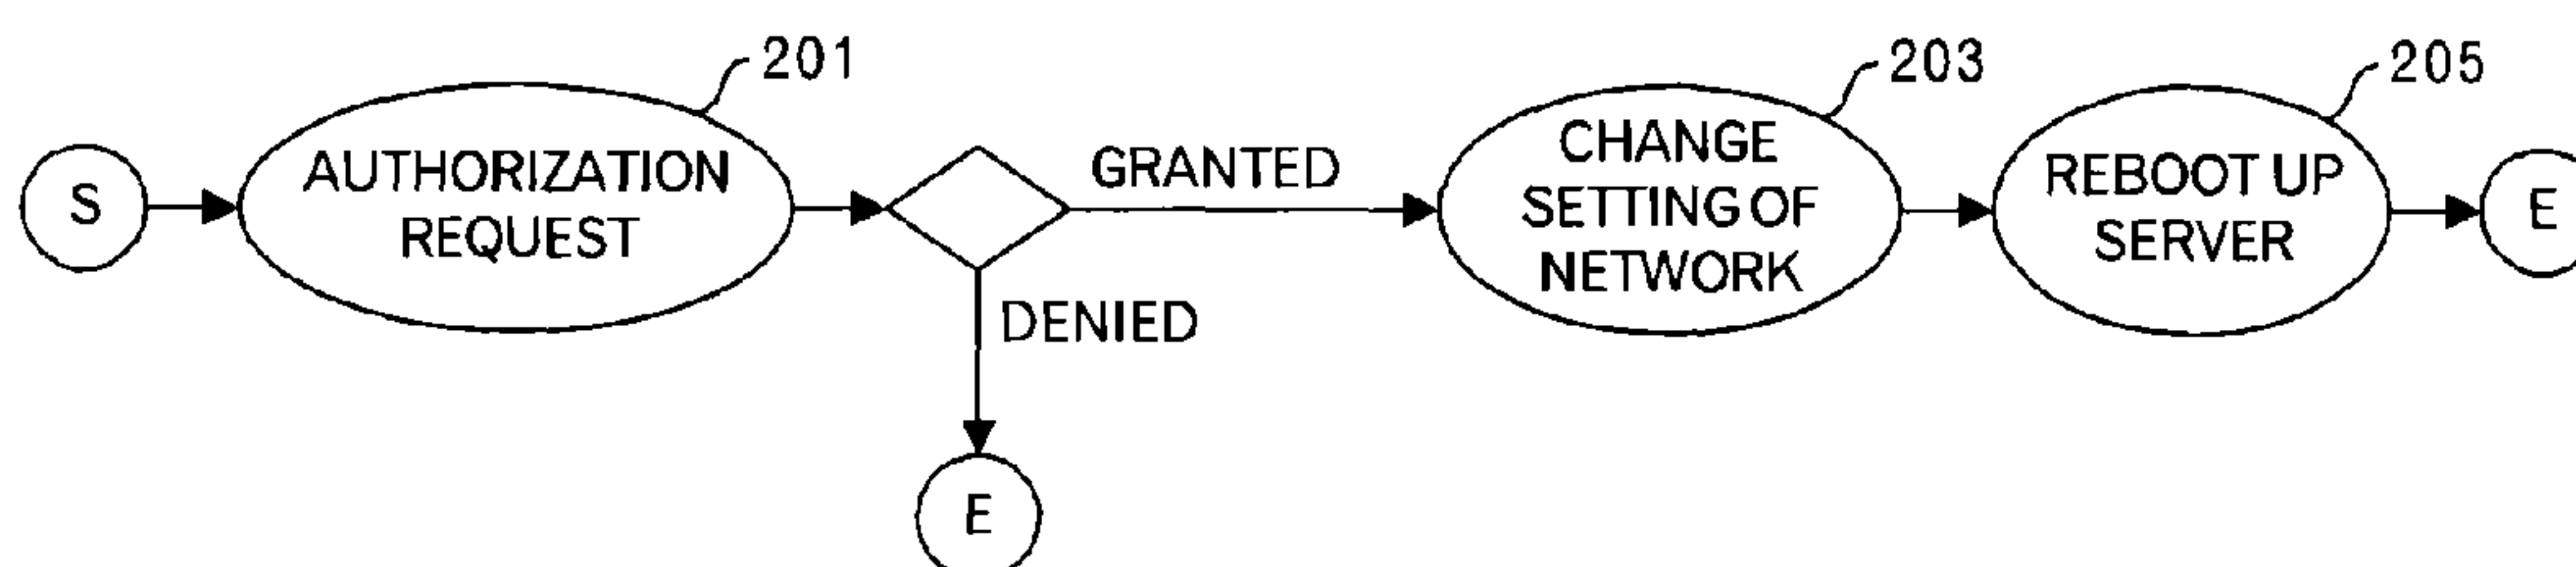 201
203
205
S
AUTHORIZATION
REQUEST
GRANTED
DENIED
CHANGE
SETTING OF
NETWORK
REBOOT UP
SERVER
E
E